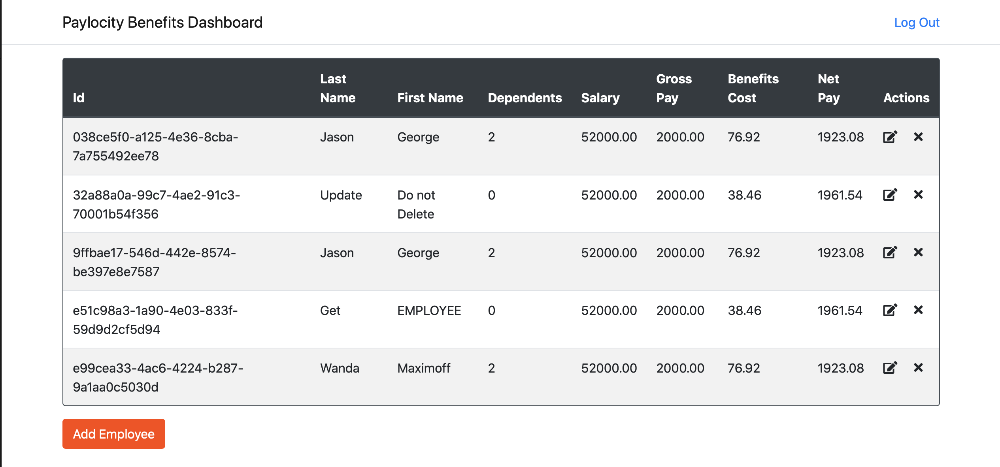 Paylocity Benefits Dashboard
Log Out
Id Last Name First Name Dependents Salary Gross Pay Benefits Cost Net Pay Actions
038ce5f0-a125-4e36-8cba- Jason George 2 52000.00 2000.00 76.92 1923.08
7a755492ee78
32a88a0a-99c7-4ae2-91c3- Update Do not 0 52000.00 2000.00 38.46 1961.54
70001b54f356 Delete
9ffbae17-546d-442e-8574- Jason George 2 52000.00 2000.00 76.92 1923.08
be397e8e7587
e51c98a3-1a90-4e03-833f- Get EMPLOYEE 0 52000.00 2000.00 38.46 1961.54
59d9d2cf5d94
e99cea33-4ac6-4224-b287- Wanda Maximoff 2 52000.00 2000.00 76.92 1923.08
9a1aa0c5030d
Add Employee